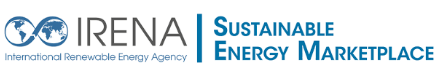 IRENA
International Renewable Energy Agency
SUSTAINABLE
ENERGY MARKETPLACE